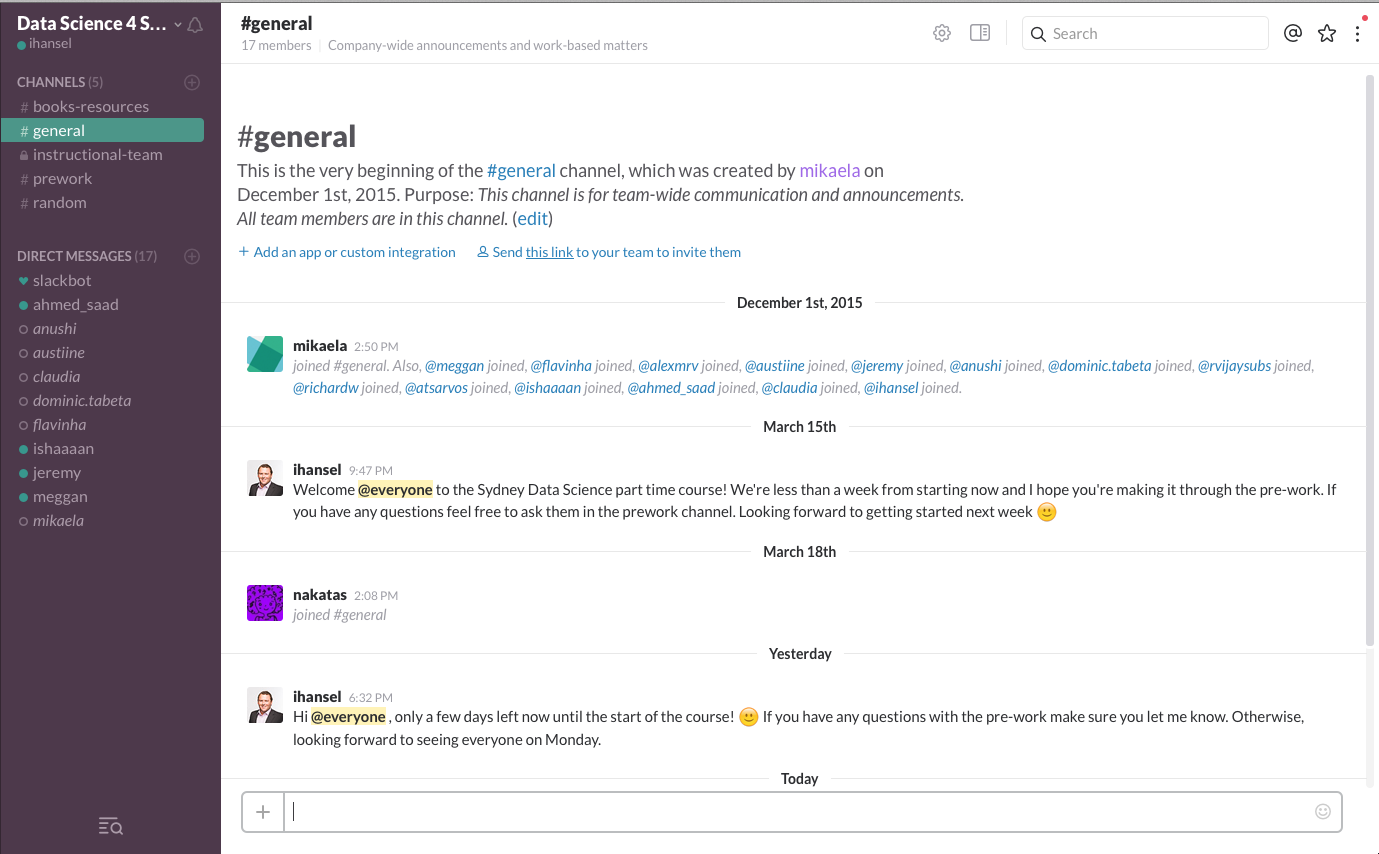 Data Science 4 S...
ihansel
CHANNELS (5)
# books-resources
# general
instructional-team
# prework
# random
DIRECT MESSAGES (17)
slackbot
ahmed_saad
anushi
austiine
claudia
dominic.tabeta
flavinha
ishaaaan
jeremy
meggan
mikaela
#general
17 members | Company-wide announcements and work-based matters
Search
#general
This is the very beginning of the #general channel, which was created by mikaela on
December 1st, 2015. Purpose: This channel is for team-wide communication and announcements.
All team members are in this channel. (edit)
+ Add an app or custom integration Send this link to your team to invite them
December 1st, 2015
mikaela 2:50 PM
joined #general. Also, @meggan joined, @flavinha joined, @alexmrv joined, @austiine joined, @jeremy joined, @anushi joined, @dominic.tabeta joined, @rvijaysubs joined,
@richardw joined, @atsarvos joined, @ishaaaan joined, @ahmed_saad joined, @claudia joined, @ihansel joined.
March 15th
ihansel 9:47 PM
Welcome @everyone to the Sydney Data Science part time course! We're less than a week from starting now and I hope you're making it through the pre-work. If
you have any questions feel free to ask them in the prework channel. Looking forward to getting started next week 🙂
March 18th
nakatas 2:08 PM
joined #general
Yesterday
ihansel 6:32 PM
Hi @everyone , only a few days left now until the start of the course! 🙂 If you have any questions with the pre-work make sure you let me know. Otherwise,
looking forward to seeing everyone on Monday.
Today